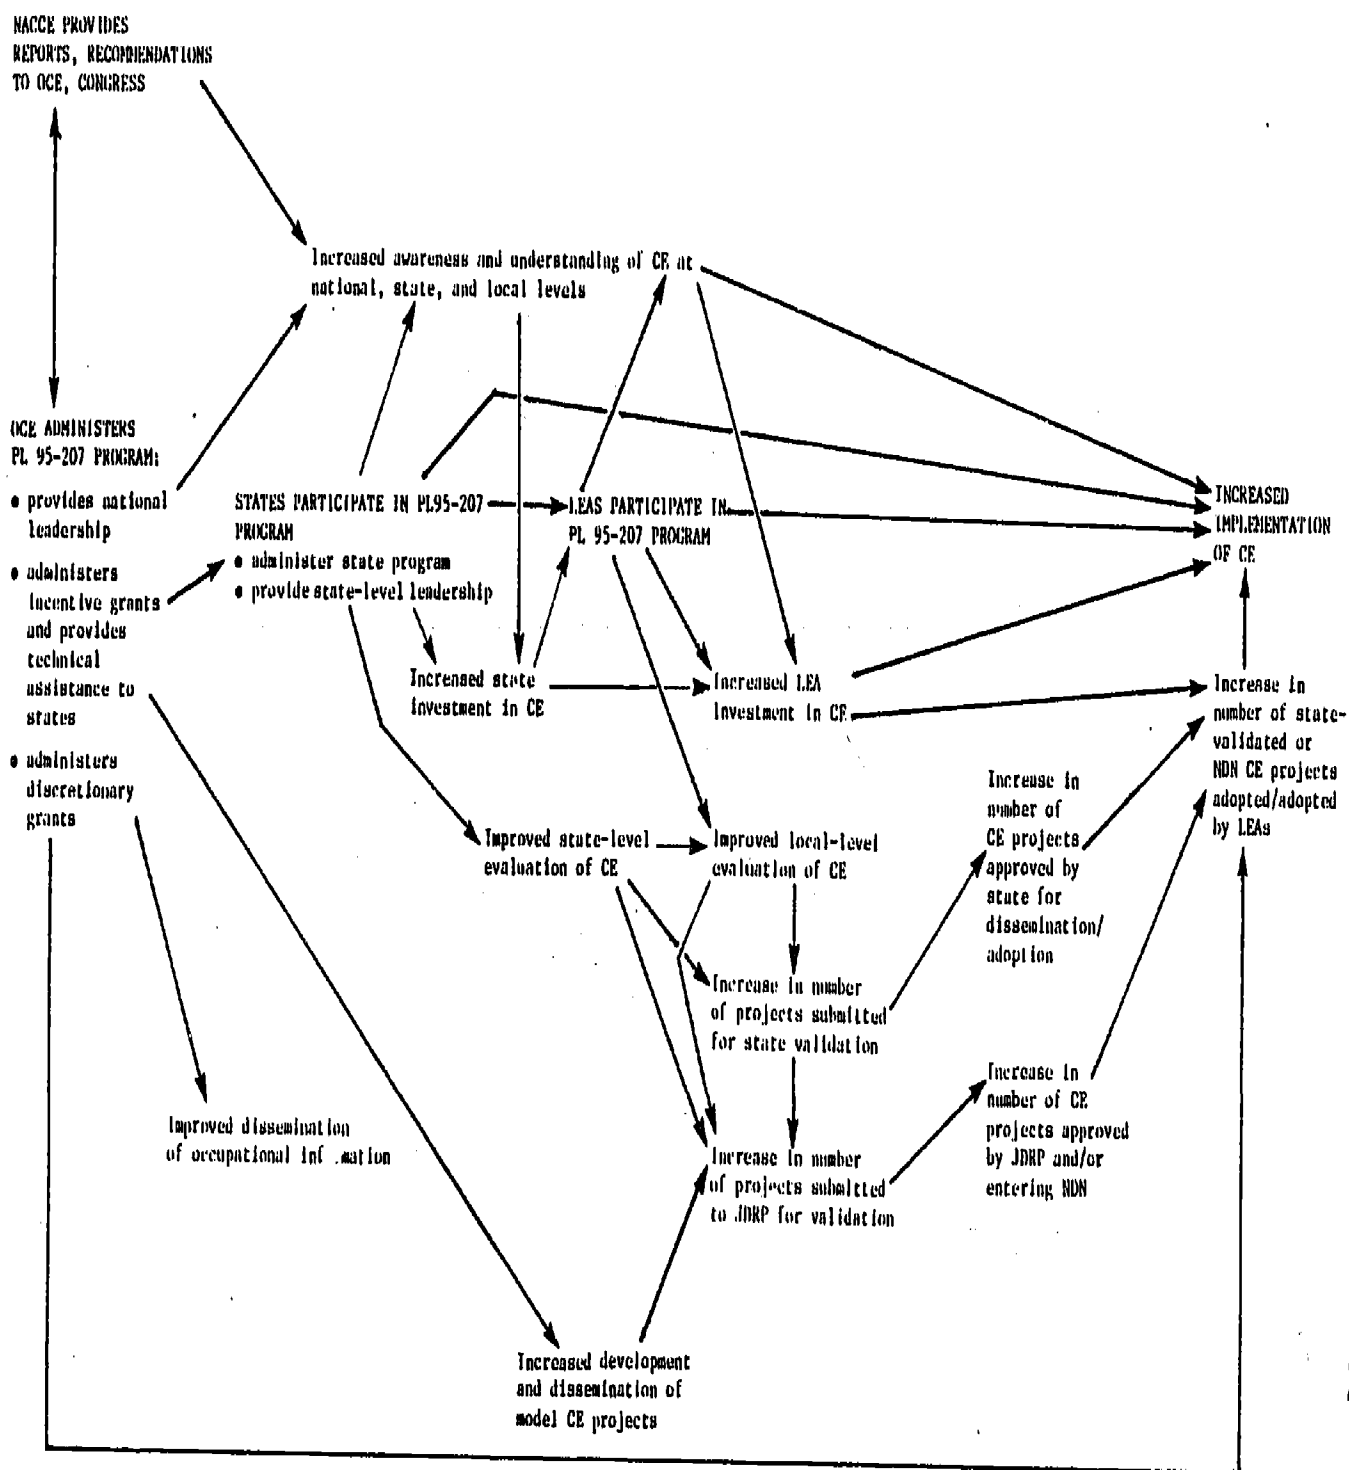 NACCE PROVIDES
REPORTS, RECOMMENDATIONS
TO OCE, CONGRESS
Increased awareness and understanding of CE at
national, state, and local levels
OCE ADMINISTERS
PL 95-207 PROGRAM:
• provides national
leadership
• administers
incentive grants
and provides
technical
assistance to
states
• administers
discretionary
grants
STATES PARTICIPATE IN PL95-207
PROGRAM
• administer state program
• provide state-level leadership
LEAS PARTICIPATE IN
PL 95-207 PROGRAM
INCREASED
IMPLEMENTATION
OF CE
Increased state
investment in CE
Increased LEA
investment in CE
Increase in
number of state-
validated or
NDN CE projects
adopted/adopted
by LEAs
Improved state-level
evaluation of CE
Improved local-level
evaluation of CE
Increase in
number of
CE projects
approved by
state for
dissemination/
adoption
Increase in number
of projects submitted
for state validation
Increase in
number of CE
projects approved
by JDRP and/or
entering NDN
Improved dissemination
of occupational inf .mation
Increase in number
of projects submitted
to JDRP for validation
Increased development
and dissemination of
model CE projects